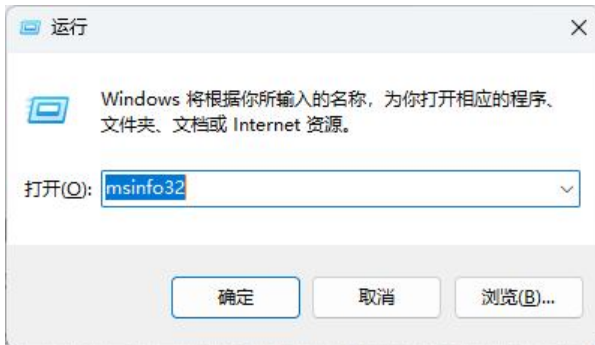 运行
Windows 将根据你所输入的名称，为你打开相应的程序、
文件夹、文档或 Internet 资源。
打开(O): msinfo32
确定 取消 浏览(B)...